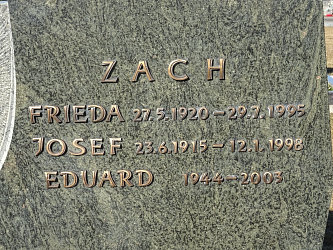 ZACH
FRIEDA 27.5.1920-29.7.1995
JOSEF 23.6.1915-12.1.1998
EDUARD 1944-2003